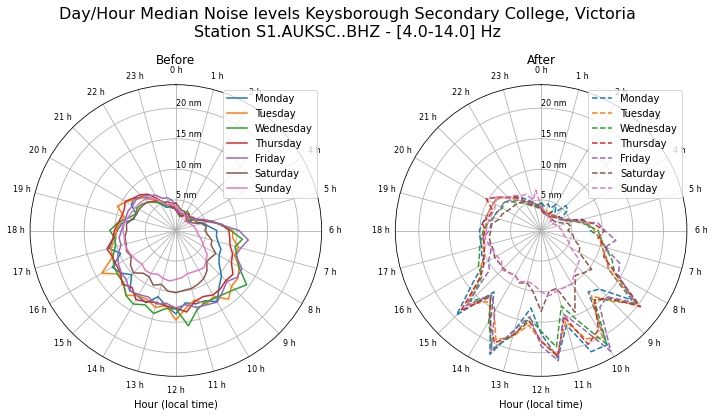 Day/Hour Median Noise levels Keysborough Secondary College, Victoria
Station S1.AUKSC..BHZ - [4.0-14.0] Hz
Before
0 h
1 h
5 h
6 h
7 h
8 h
9 h
10 h
11 h
12 h
13 h
14 h
15 h
16 h
17 h
18 h
19 h
20 h
21 h
22 h
23 h
5 nm
10 nm
15 nm
20 nm
Monday
Tuesday
Wednesday
Thursday
Friday
Saturday
Sunday
Hour (local time)
After
0 h
1 h
5 h
6 h
7 h
8 h
9 h
10 h
11 h
12 h
13 h
14 h
15 h
16 h
17 h
18 h
19 h
20 h
21 h
22 h
23 h
5 nm
10 nm
15 nm
20 nm
Monday
Tuesday
Wednesday
Thursday
Friday
Saturday
Sunday
Hour (local time)